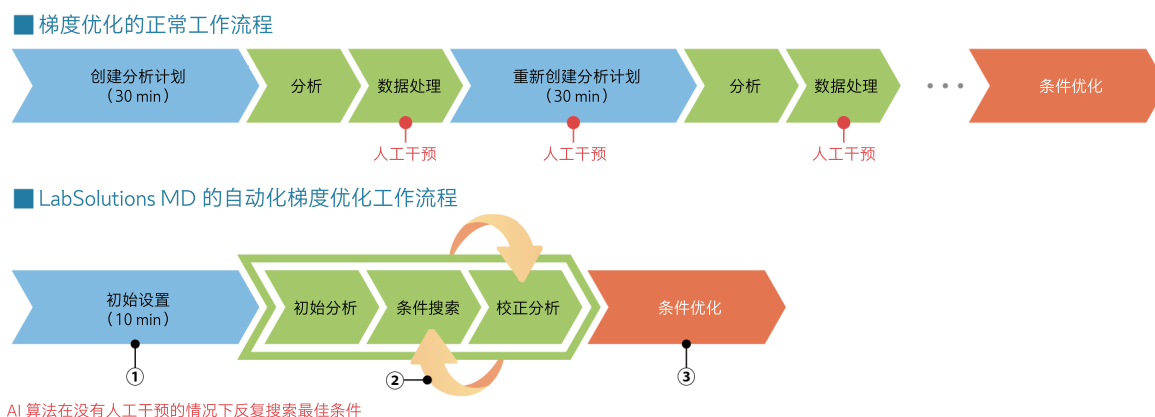 梯度优化的正常工作流程
创建分析计划
（30 min）
分析
数据处理
重新创建分析计划
（30 min）
分析
数据处理
···
条件优化
人工干预
人工干预
人工干预
LabSolutions MD 的自动化梯度优化工作流程
初始设置
（10 min）
初始分析
条件搜索
校正分析
条件优化
①
②
③
AI 算法在没有人工干预的情况下反复搜索最佳条件